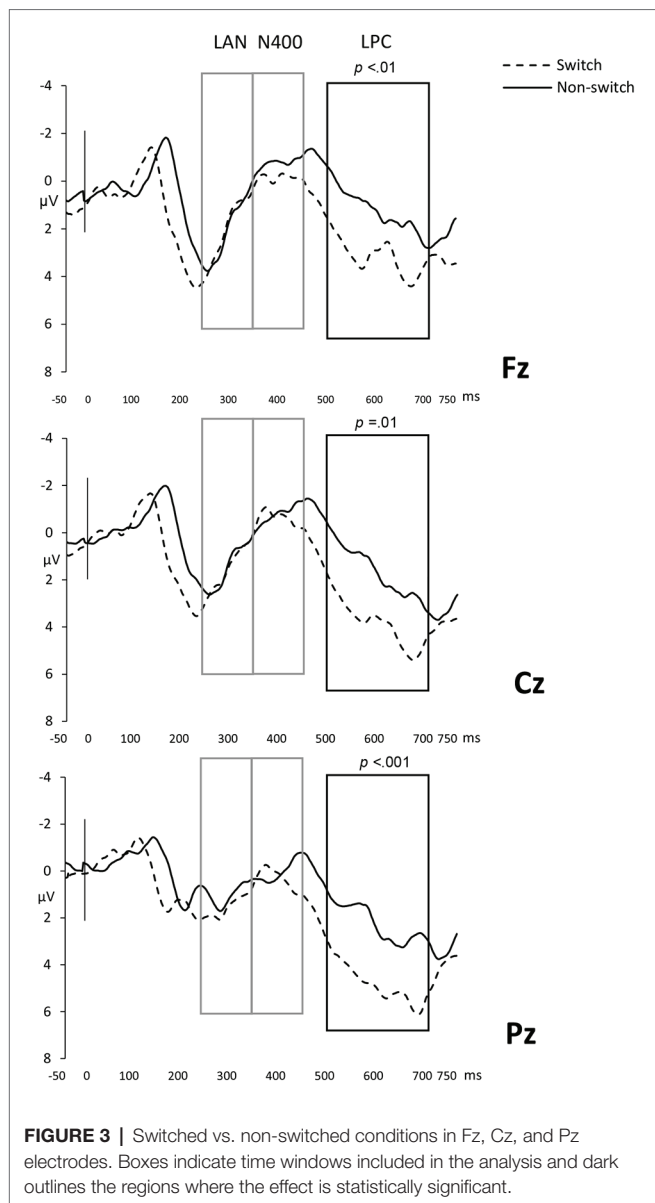 LAN N400 LPC
p <.01
Switch
Non-switch
-4
-2
0
µV
2
4
6
8
Fz
-50 0 100 200 300 400 500 600 700 750 ms
p =.01
-4
-2
0
µV
2
4
6
8
Cz
-50 0 100 200 300 400 500 600 700 750 ms
p <.001
-4
-2
0
µV
2
4
6
8
Pz
-50 0 100 200 300 400 500 600 700 750 ms
FIGURE 3 | Switched vs. non-switched conditions in Fz, Cz, and Pz
electrodes. Boxes indicate time windows included in the analysis and dark
outlines the regions where the effect is statistically significant.